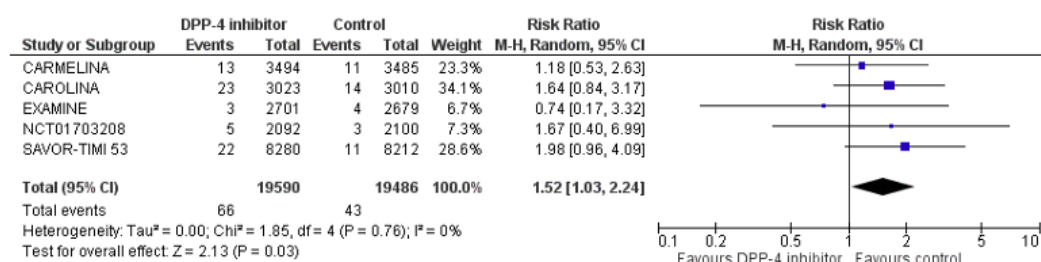 DPP-4 inhibitor Control Risk Ratio Risk Ratio
Study or Subgroup Events Total Events Total Weight M-H, Random, 95% CI M-H, Random, 95% CI
CARMELINA 13 3494 11 3485 23.3% 1.18 [0.53, 2.63]
CAROLINA 23 3023 14 3010 34.1% 1.64 [0.84, 3.17]
EXAMINE 3 2701 4 2679 6.7% 0.74 [0.17, 3.32]
NCT01703208 5 2092 3 2100 7.3% 1.67 [0.40, 6.99]
SAVOR-TIMI 53 22 8280 11 8212 28.6% 1.98 [0.96, 4.09]
Total (95% CI) 19590 19486 100.0% 1.52 [1.03, 2.24]
Total events 66 43
Heterogeneity: Tau² = 0.00; Chi² = 1.85, df = 4 (P = 0.76); I² = 0%
Test for overall effect: Z = 2.13 (P = 0.03)
0.1 0.2 0.5 1 2 5 10
Favours DPP-4 inhibitor Favours control